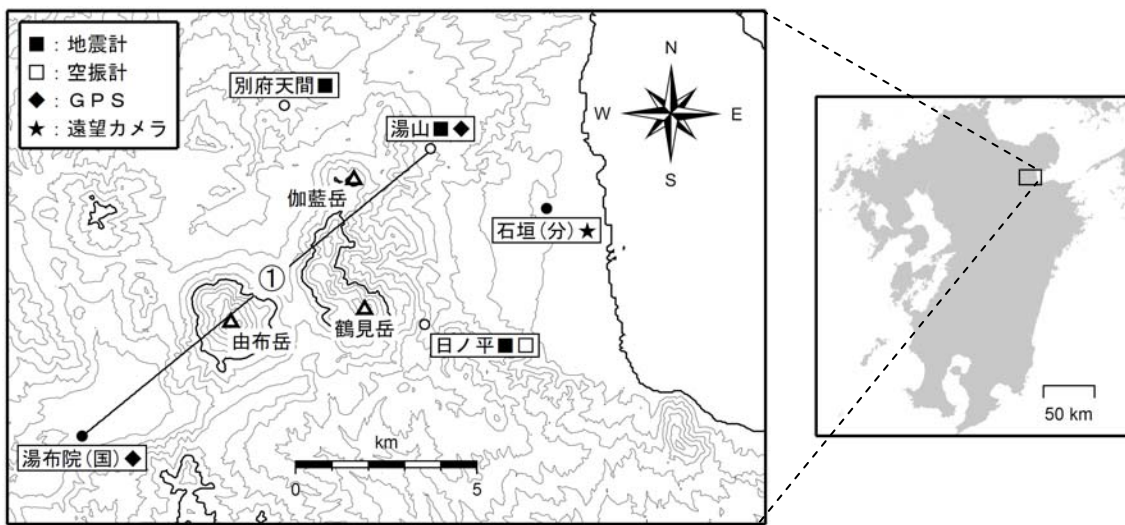 ■：地震計
□：空振計
◆：ＧＰＳ
★：遠望カメラ
別府天間■
湯山■◆
伽藍岳
石垣(分)★
①
由布岳
鶴見岳
日ノ平■□
湯布院(国)◆
km
0
5
N
W
E
S
50 km